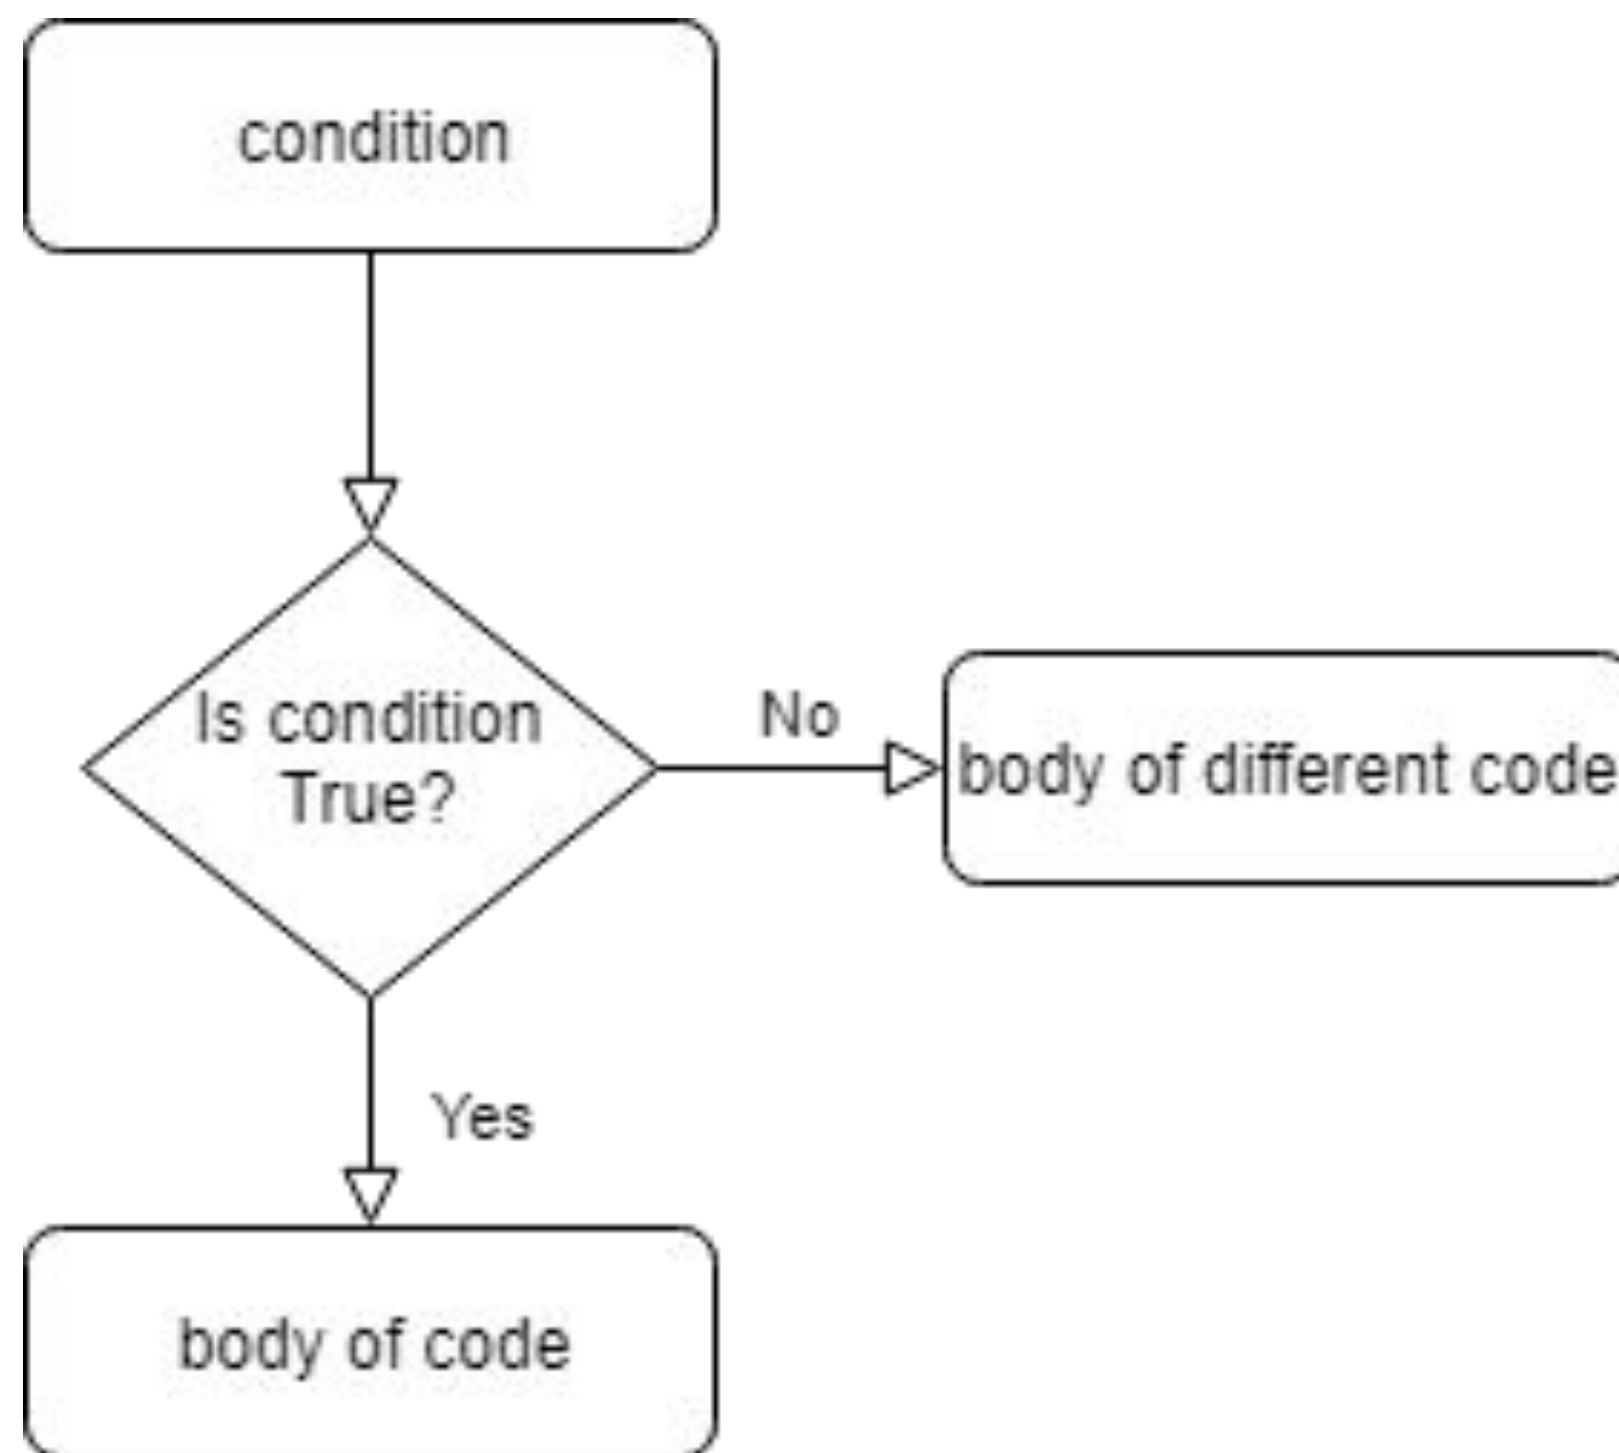 condition
Is condition
True?
No
body of different code
Yes
body of code